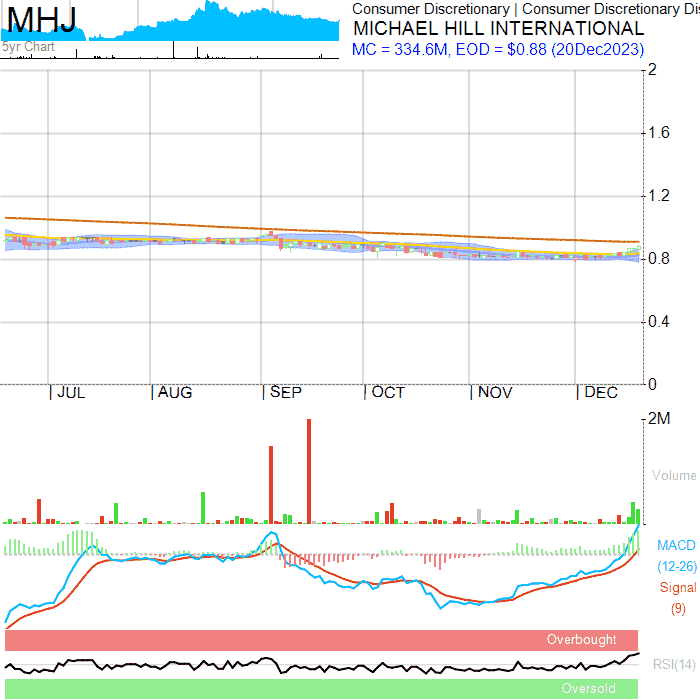 MHJ
5yr Chart
Consumer Discretionary | Consumer Discretionary Dis
MICHAEL HILL INTERNATIONAL
MC = 334.6M, EOD = $0.88 (20Dec2023)
2
1.6
1.2
0.8
0.4
0
JUL
AUG
SEP
OCT
NOV
DEC
2M
Volume
MACD
(12-26)
Signal
(9)
Overbought
RSI(14)
Oversold